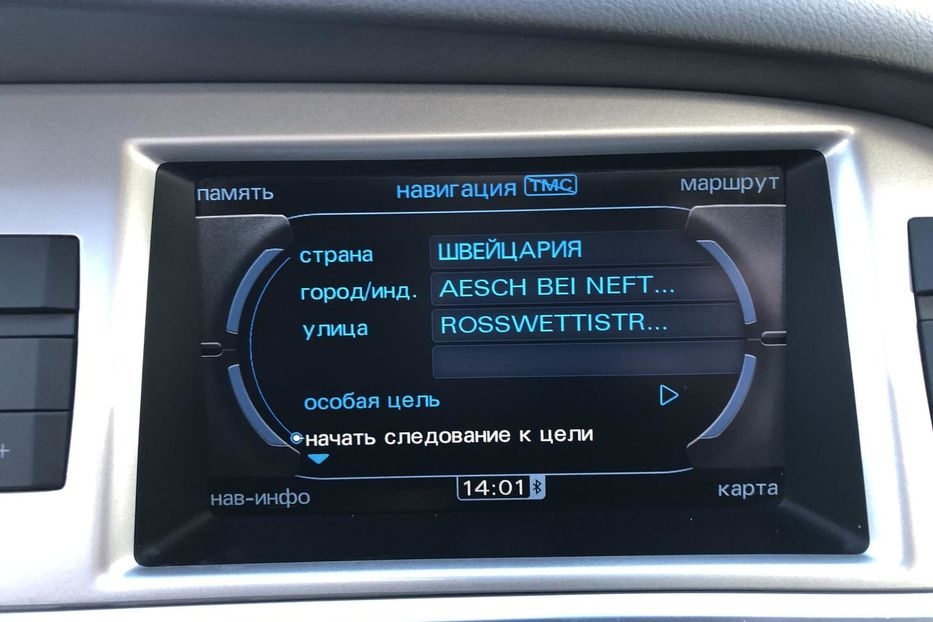 память навигация TMC маршрут
страна ШВЕЙЦАРИЯ
город/инд. AESCH BEI NEFT...
улица ROSSWETTISTR...
особая цель
начать следование к цели
нав-инфо 14:01 карта